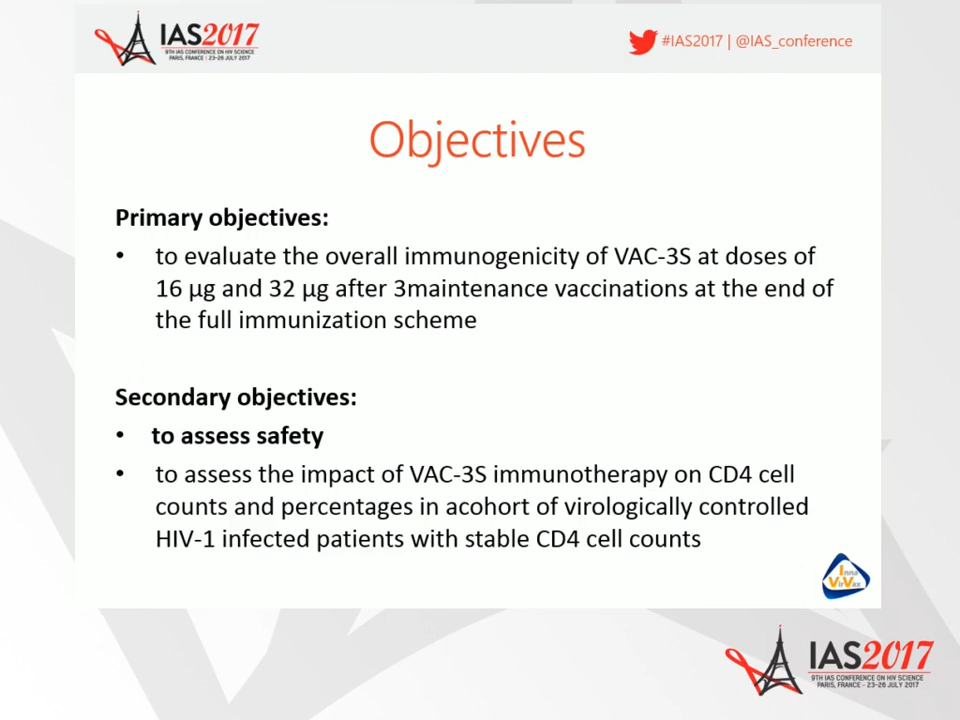 IAS2017
9TH IAS CONFERENCE ON HIV SCIENCE
PARIS, FRANCE | 23-26 JULY 2017
#IAS2017 | @IAS_conference
Objectives
Primary objectives:
• to evaluate the overall immunogenicity of VAC-3S at doses of
16 µg and 32 µg after 3maintenance vaccinations at the end of
the full immunization scheme
Secondary objectives:
• to assess safety
• to assess the impact of VAC-3S immunotherapy on CD4 cell
counts and percentages in acohort of virologically controlled
HIV-1 infected patients with stable CD4 cell counts
Inna
VirVax
IAS2017
9TH IAS CONFERENCE ON HIV SCIENCE
PARIS, FRANCE - 23-26 JULY 2017